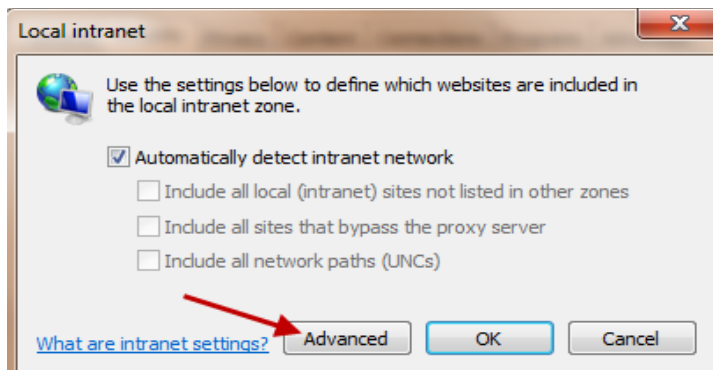 Local intranet
Use the settings below to define which websites are included in
the local intranet zone.
Automatically detect intranet network
Include all local (intranet) sites not listed in other zones
Include all sites that bypass the proxy server
Include all network paths (UNCs)
What are intranet settings? Advanced OK Cancel